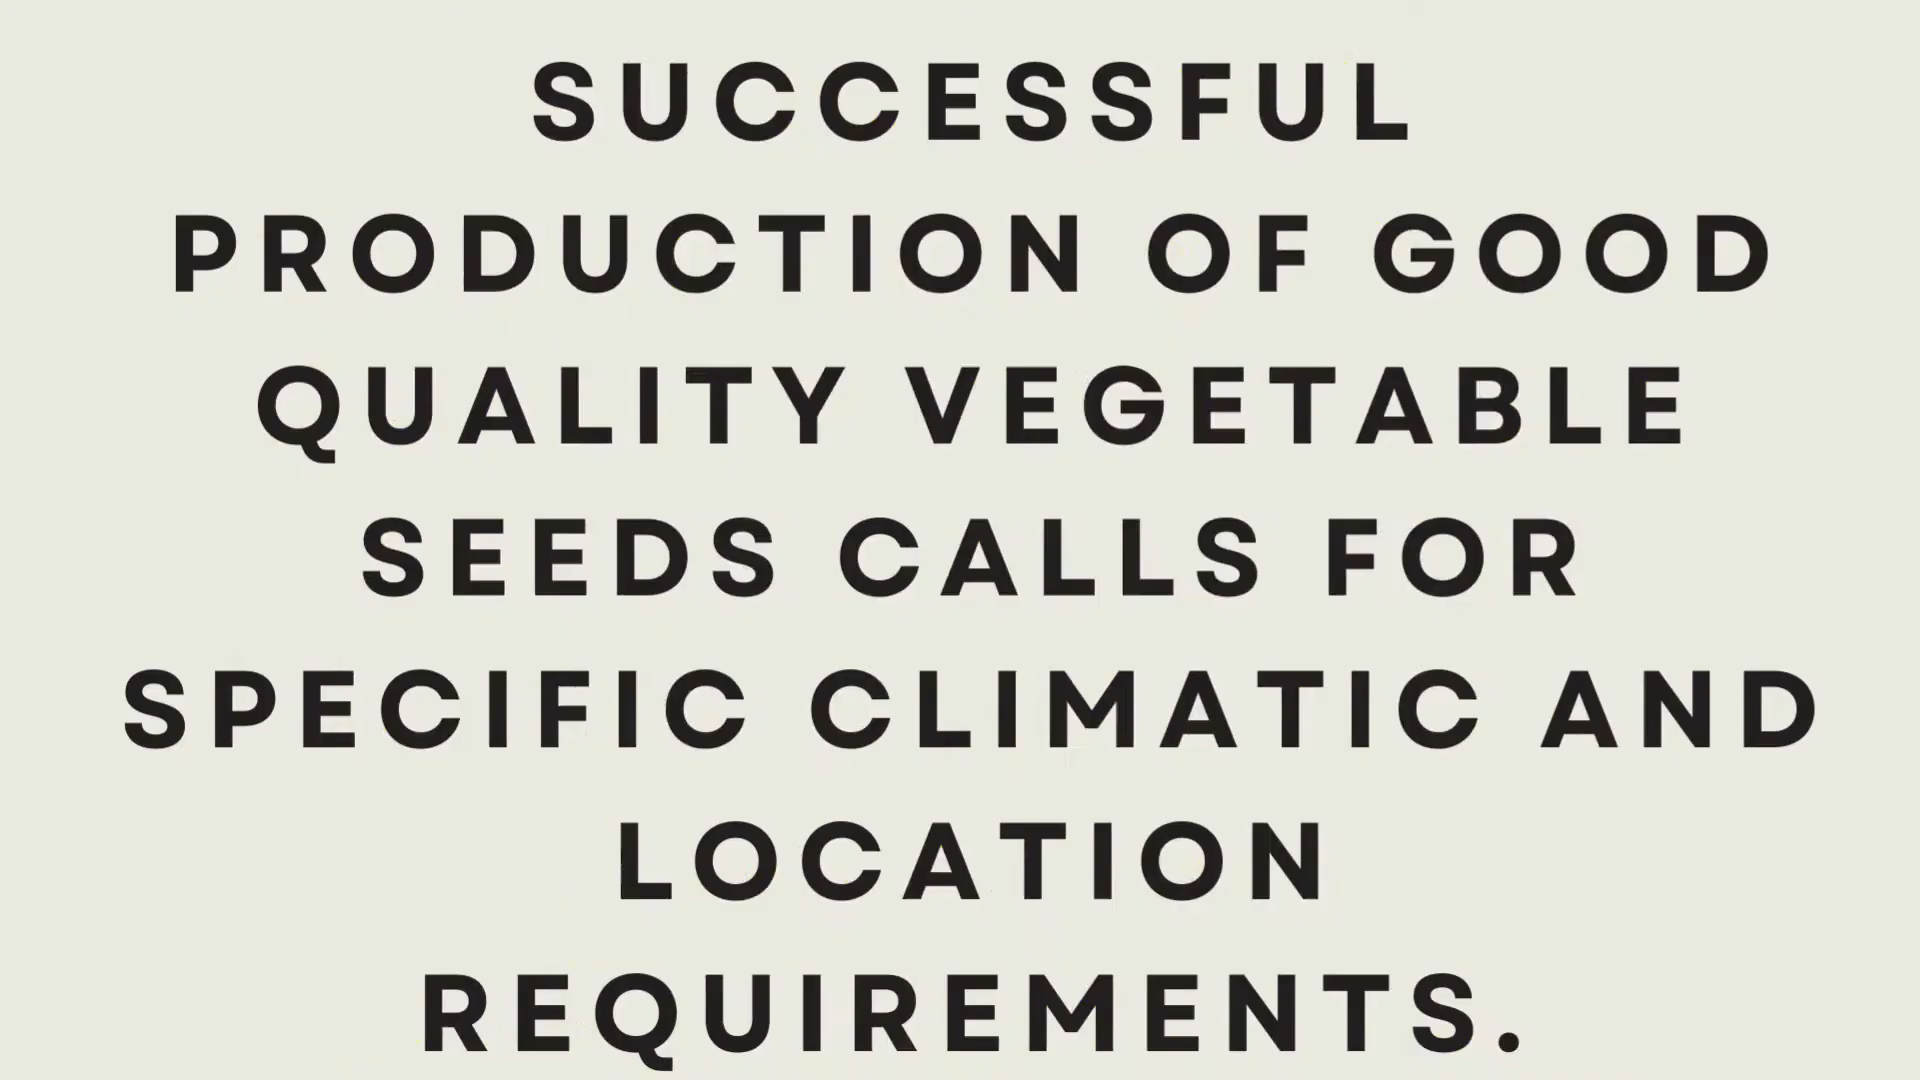 SUCCESSFUL
PRODUCTION OF GOOD
QUALITY VEGETABLE
SEEDS CALLS FOR
SPECIFIC CLIMATIC AND
LOCATION
REQUIREMENTS.